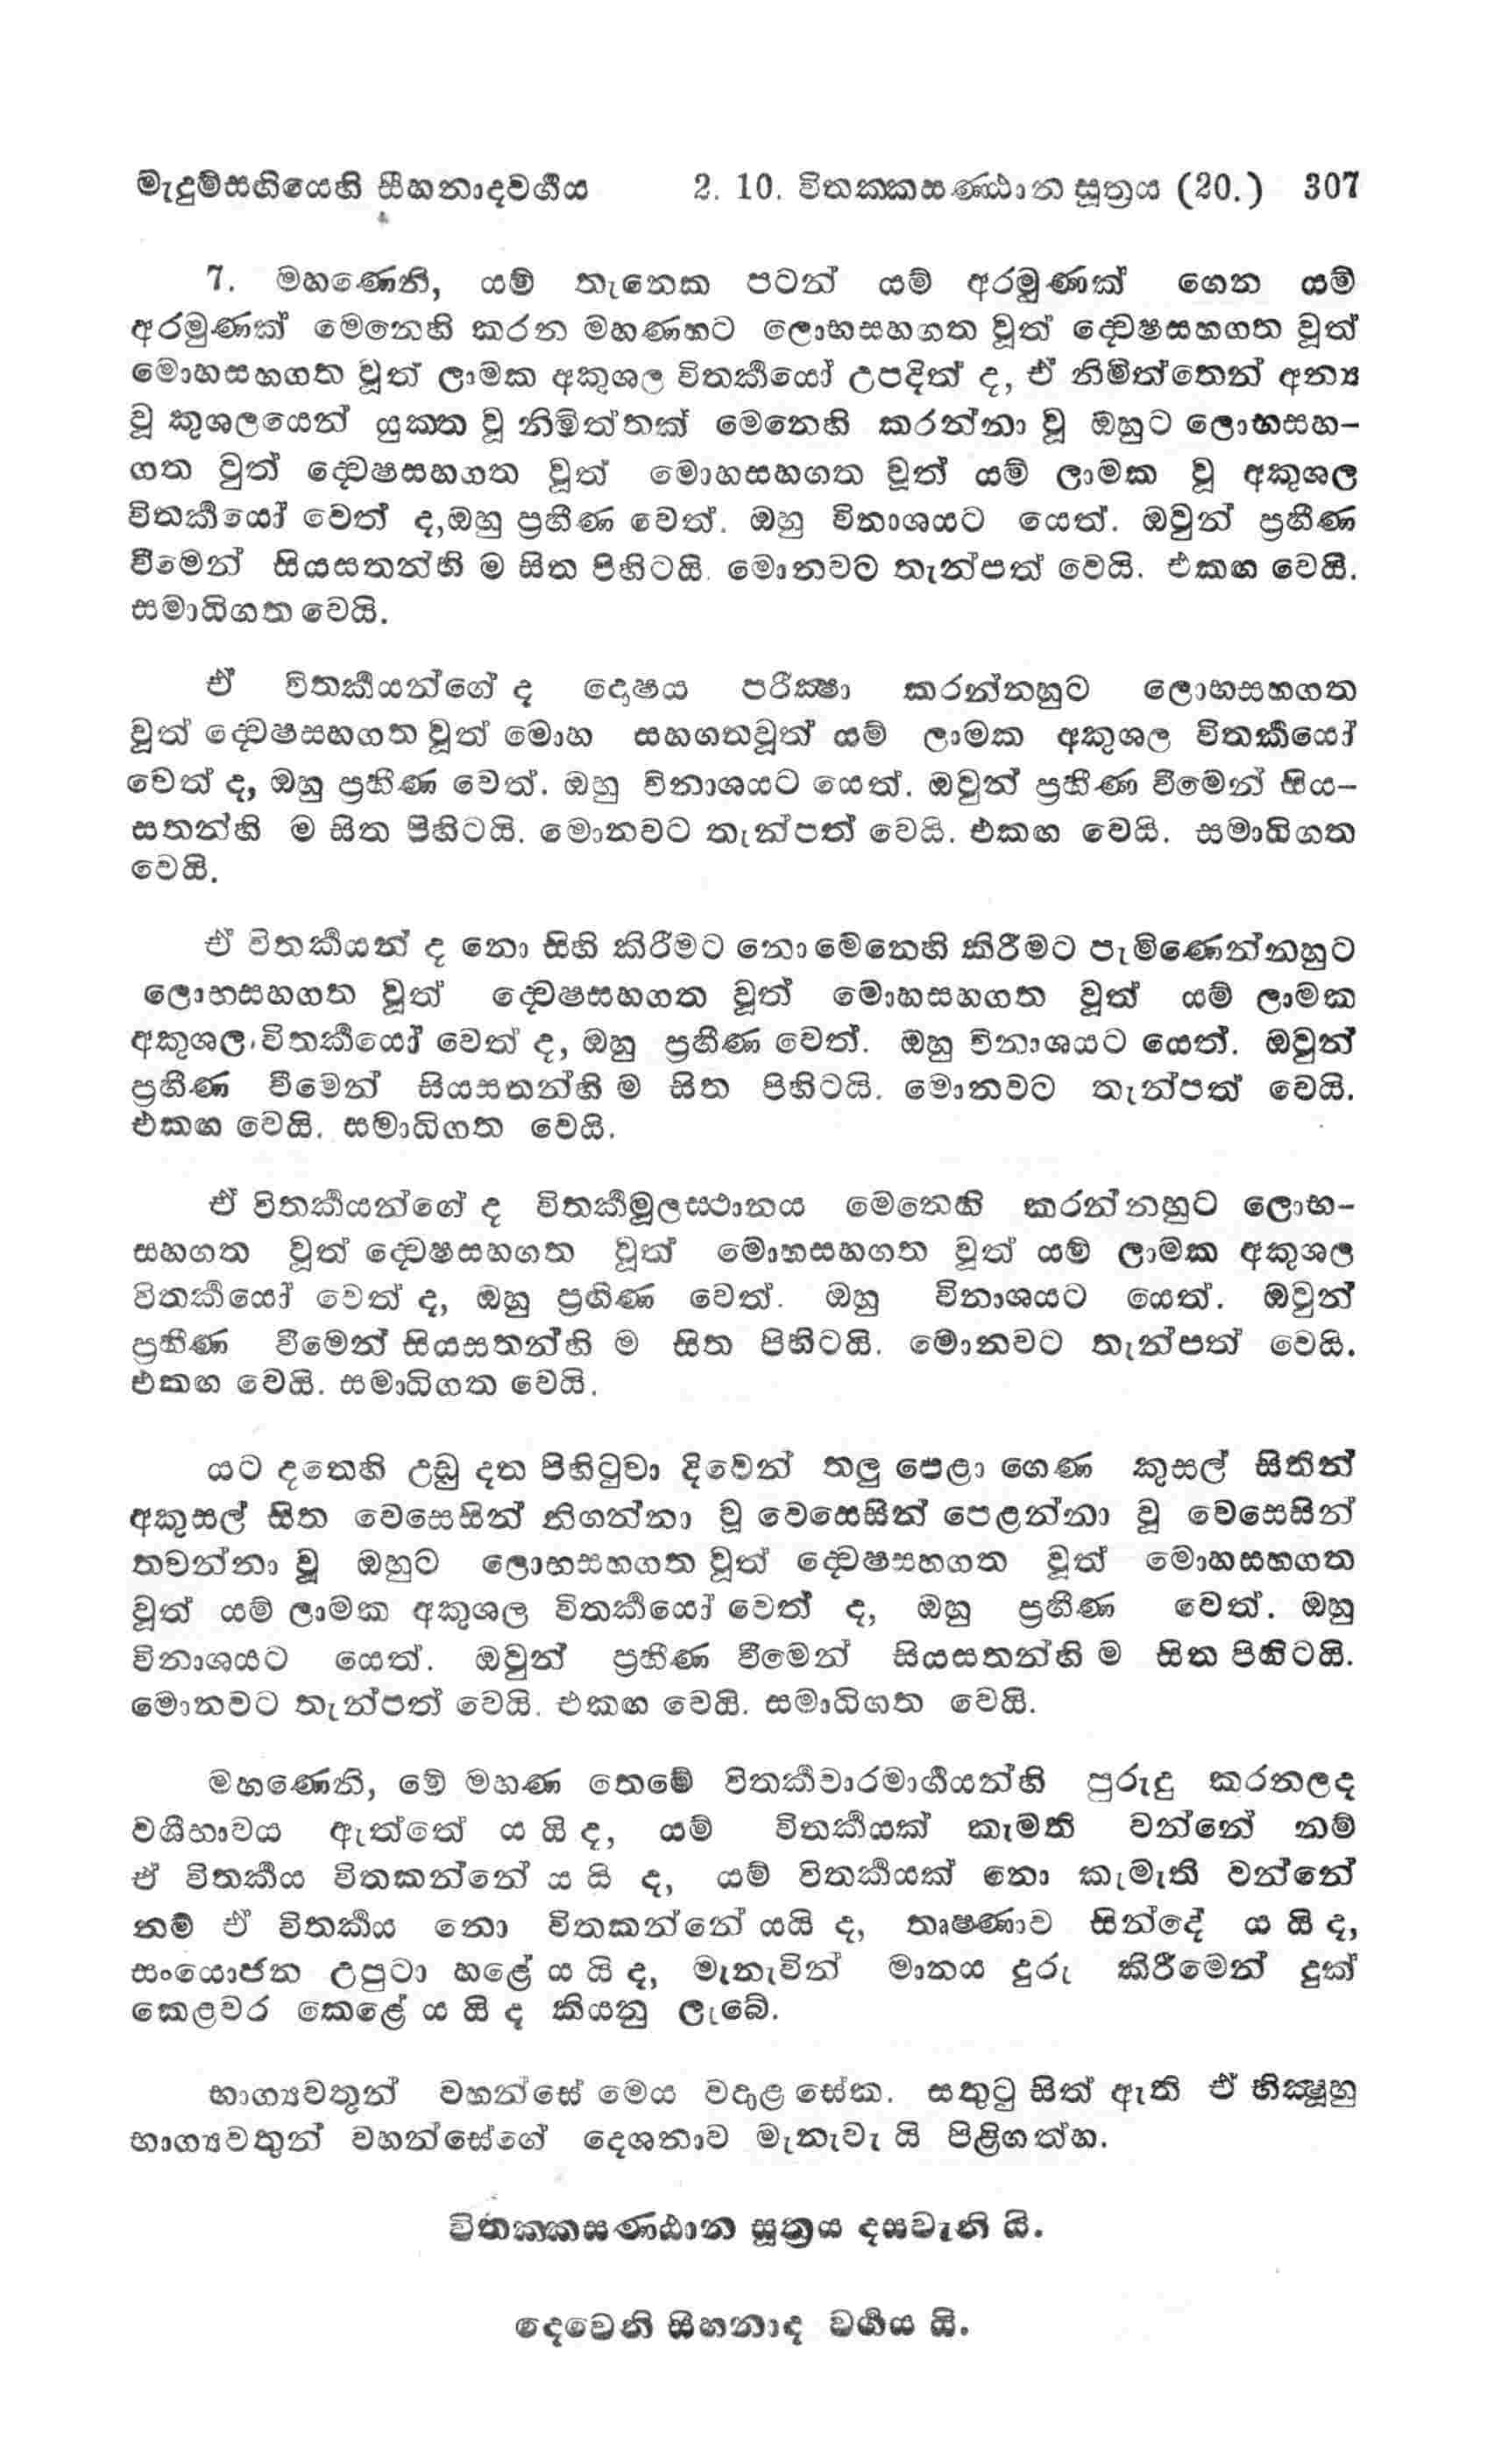 මැදුම්සඟියෙහි සීහනාදවර්ගය 2. 10. විතක්කසණ්ඨාන සූත්‍රය (20.) 307
7. මහණෙනි, යම් තැනෙක පටන් යම් අරමුණක් ගෙන යම්
අරමුණක් මෙනෙහි කරන මහණහට ලොභසහගත වූත් ද්වෙෂසහගත වූත්
මොහසහගත වූත් ලාමක අකුශල විතර්කයෝ උපදිත් ද, ඒ නිමිත්තෙන් අන්‍ය
වූ කුශලයෙන් යුක්ත වූ නිමිත්තක් මෙනෙහි කරන්නා වූ ඔහුට ලොභසහ-
ගත වුත් ද්වෙෂසහගත වූත් මොහසහගත වූත් යම් ලාමක වූ අකුශල
විතර්කයෝ වෙත් ද,ඔහු ප්‍රහීණ වෙත්. ඔහු විනාශයට යෙත්. ඔවුන් ප්‍රහීණ
වීමෙන් සියසතන්හි ම සිත පිහිටයි. මොනවට තැන්පත් වෙයි. එකඟ වෙයි.
සමාධිගත වෙයි.
ඒ විතර්කයන්ගේ ද දොෂය පරීක්ෂා කරන්නහුට ලොභසහගත
වූත් ද්වෙෂසහගත වූත් මොහ සහගතවූත් යම් ලාමක අකුශල විතර්කයෝ
වෙත් ද, ඔහු ප්‍රහීණ වෙත්. ඔහු විනාශයට යෙත්. ඔවුන් ප්‍රහීණ වීමෙන් සිය-
සතන්හි ම සිත පිහිටයි. මොනවට තැන්පත් වෙයි. එකඟ වෙයි. සමාධිගත
වෙයි.
ඒ විතර්කයන් ද නො සිහි කිරීමට නො මෙනෙහි කිරීමට පැමිණෙන්නහුට
ලොභසහගත වූත් ද්වෙෂසහගත වූත් මොහසහගත වූත් යම් ලාමක
අකුශල විතර්කයෝ වෙත් ද, ඔහු ප්‍රහීණ වෙත්. ඔහු විනාශයට යෙත්. ඔවුන්
ප්‍රහීණ වීමෙන් සියසතන්හි ම සිත පිහිටයි. මොනවට තැන්පත් වෙයි.
එකඟ වෙයි. සමාධිගත වෙයි.
ඒ විතර්කයන්ගේ ද විතර්කමූලස්ථානය මෙනෙහි කරන්නහුට ලොභ-
සහගත වූත් ද්වෙෂසහගත වූත් මොහසහගත වූත් යම් ලාමක අකුශල
විතර්කයෝ වෙත් ද, ඔහු ප්‍රහීණ වෙත්. ඔහු විනාශයට යෙත්. ඔවුන්
ප්‍රහීණ වීමෙන් සියසතන්හි ම සිත පිහිටයි. මොනවට තැන්පත් වෙයි.
එකඟ වෙයි. සමාධිගත වෙයි.
යට දතෙහි උඩු දත පිහිටුවා දිවෙන් තලු පෙළා ගෙණ කුසල් සිතින්
අකුසල් සිත වෙසෙසින් නිගන්නා වූ වෙසෙසින් පෙළන්නා වූ වෙසෙසින්
තවන්නා වූ ඔහුට ලොභසහගත වූත් ද්වෙෂසහගත වූත් මොහසහගත
වූත් යම් ලාමක අකුශල විතර්කයෝ වෙත් ද, ඔහු ප්‍රහීණ වෙත්. ඔහු
විනාශයට යෙත්. ඔවුන් ප්‍රහීණ වීමෙන් සියසතන්හි ම සිත පිහිටයි.
මොනවට තැන්පත් වෙයි. එකඟ වෙයි. සමාධිගත වෙයි.
මහණෙනි, මේ මහණ තෙමේ විතර්කවාරමාර්ගයන්හි පුරුදු කරනලද
වශීභාවය ඇත්තේ ය යි ද, යම් විතර්කයක් කැමති වන්නේ නම්
ඒ විතර්කය විතකන්නේ ය යි ද, යම් විතර්කයක් නො කැමැති වන්නේ
නම් ඒ විතර්කය නො විතකන්නේ යයි ද, තෘෂ්ණාව සින්දේ ය යි ද,
සංයොජන උපුටා හළේ ය යි ද, මැනැවින් මානය දුරු කිරීමෙන් දුක්
කෙළවර කෙළේ ය යි ද කියනු ලැබේ.
භාග්‍යවතුන් වහන්සේ මෙය වදාළ සේක. සතුටු සිත් ඇති ඒ භික්ෂූහු
භාග්‍යවතුන් වහන්සේගේ දෙශනාව මැනැවැ යි පිළිගත්හ.
විතක්කසණ්ඨාන සූත්‍රය දසවැනි යි.
දෙවෙනි සීහනාද වර්ගය යි.